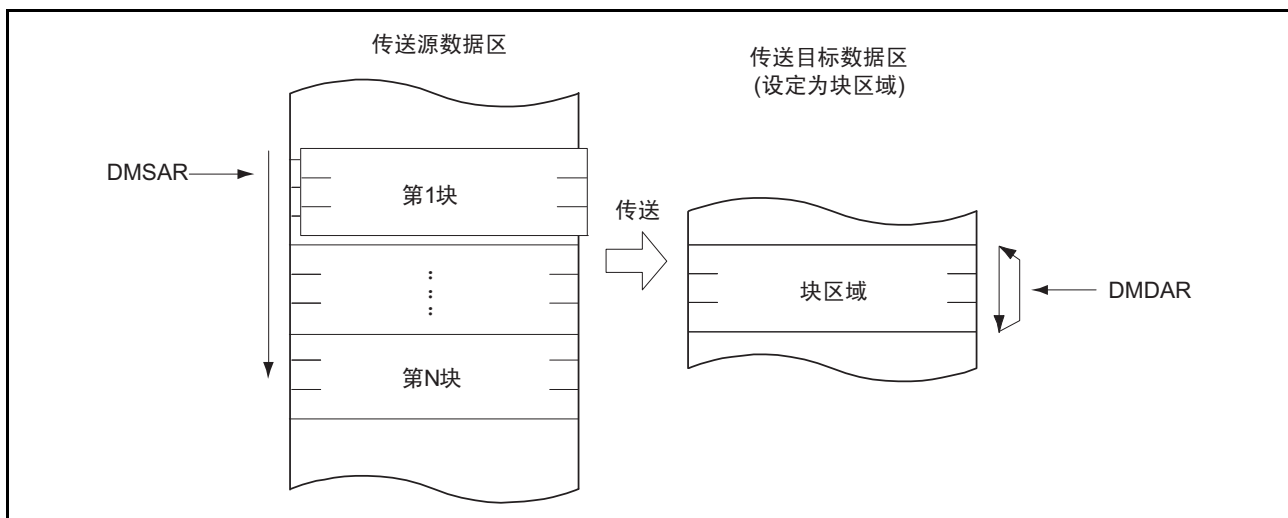 传送源数据区
传送目标数据区
(设定为块区域)
DMSAR
第1块
传送
块区域
DMDAR
第N块